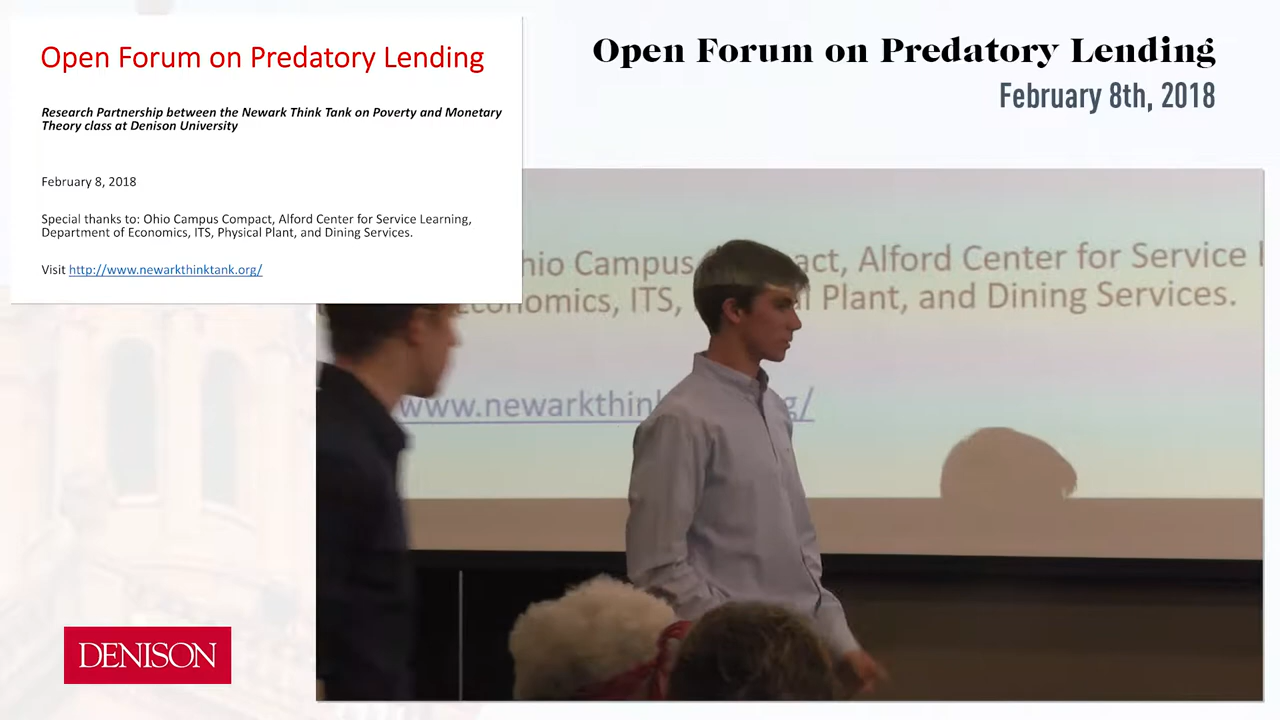 Open Forum on Predatory Lending
Research Partnership between the Newark Think Tank on Poverty and Monetary
Theory class at Denison University
February 8, 2018
Special thanks to: Ohio Campus Compact, Alford Center for Service Learning,
Department of Economics, ITS, Physical Plant, and Dining Services.
Visit http://www.newarkthinktank.org/
Open Forum on Predatory Lending
February 8th, 2018
hio Campus act, Alford Center for Service
conomics, ITS, l Plant, and Dining Services.
www.newarkthin g/
DENISON